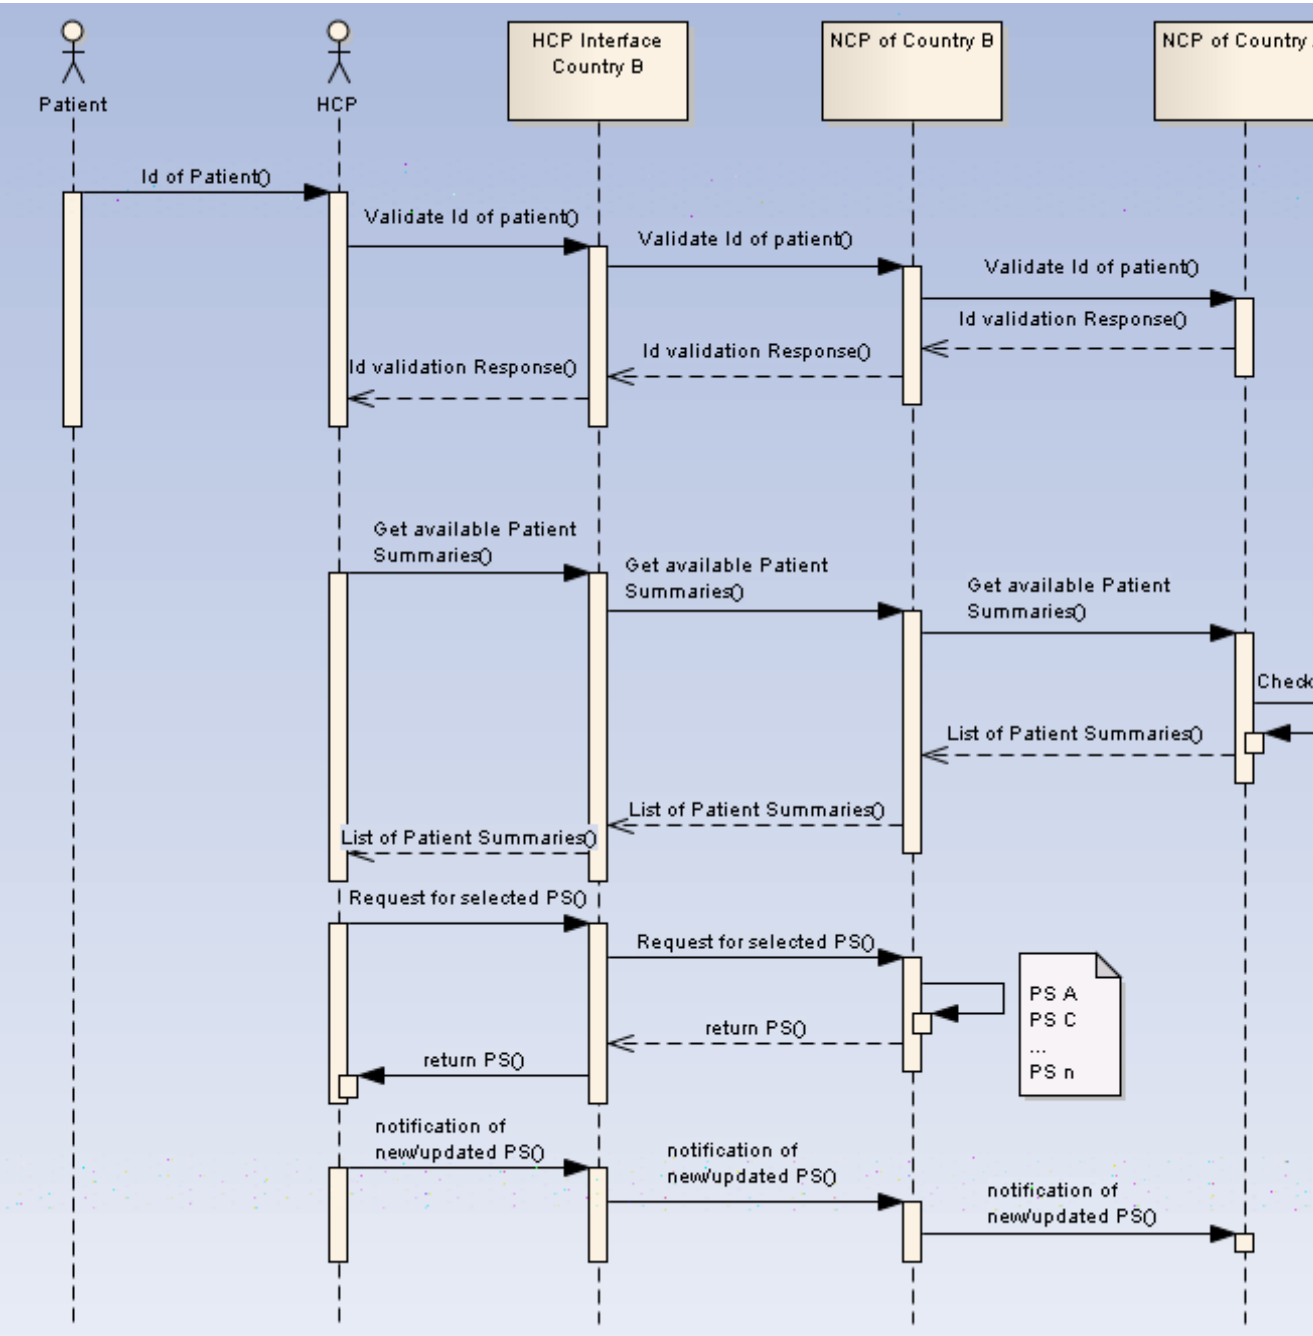 Patient
HCP
HCP Interface
Country B
NCP of Country B
NCP of Country
Id of Patient()
Validate Id of patient()
Validate Id of patient()
Validate Id of patient()
Id validation Response()
Id validation Response()
Id validation Response()
Get available Patient
Summaries()
Get available Patient
Summaries()
Get available Patient
Summaries()
Check
List of Patient Summaries()
List of Patient Summaries()
List of Patient Summaries()
Request for selected PS()
Request for selected PS()
PS A
PS C
...
PS n
return PS()
return PS()
notification of
new/updated PS()
notification of
new/updated PS()
notification of
new/updated PS()